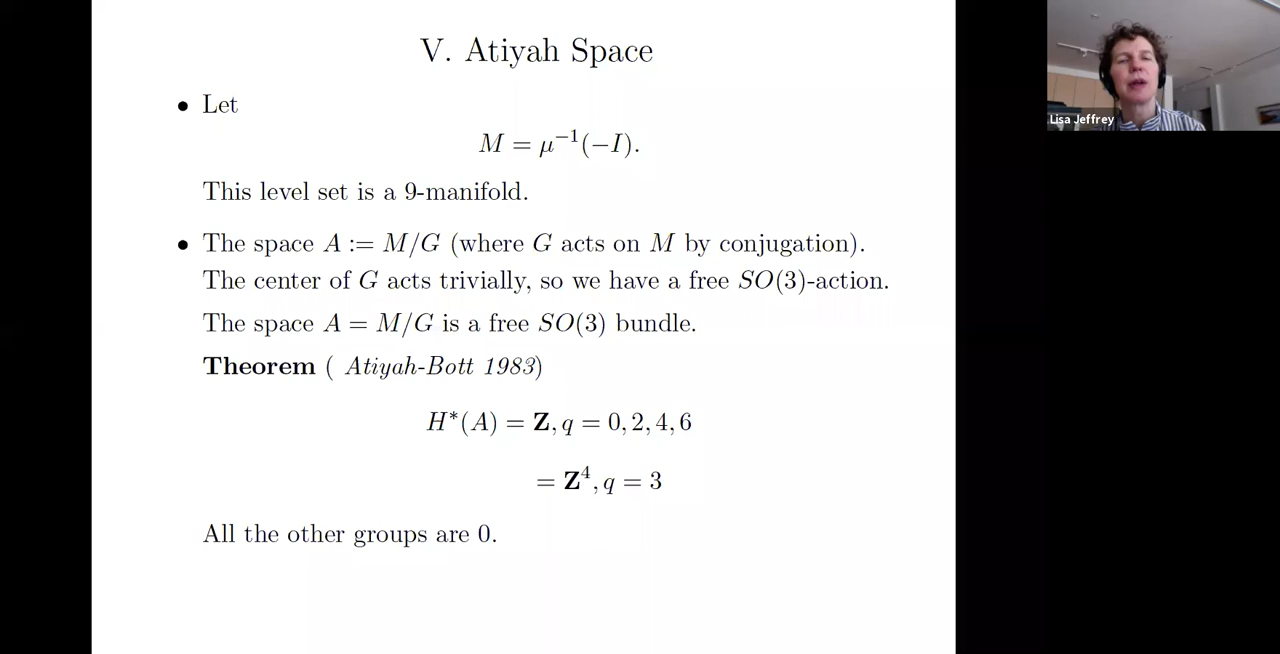 V. Atiyah Space
• Let
M = μ⁻¹(−I).
This level set is a 9-manifold.
• The space A := M/G (where G acts on M by conjugation).
The center of G acts trivially, so we have a free SO(3)-action.
The space A = M/G is a free SO(3) bundle.
Theorem ( Atiyah-Bott 1983)
H*(A) = Z, q = 0, 2, 4, 6
= Z⁴, q = 3
All the other groups are 0.
Lisa Jeffrey